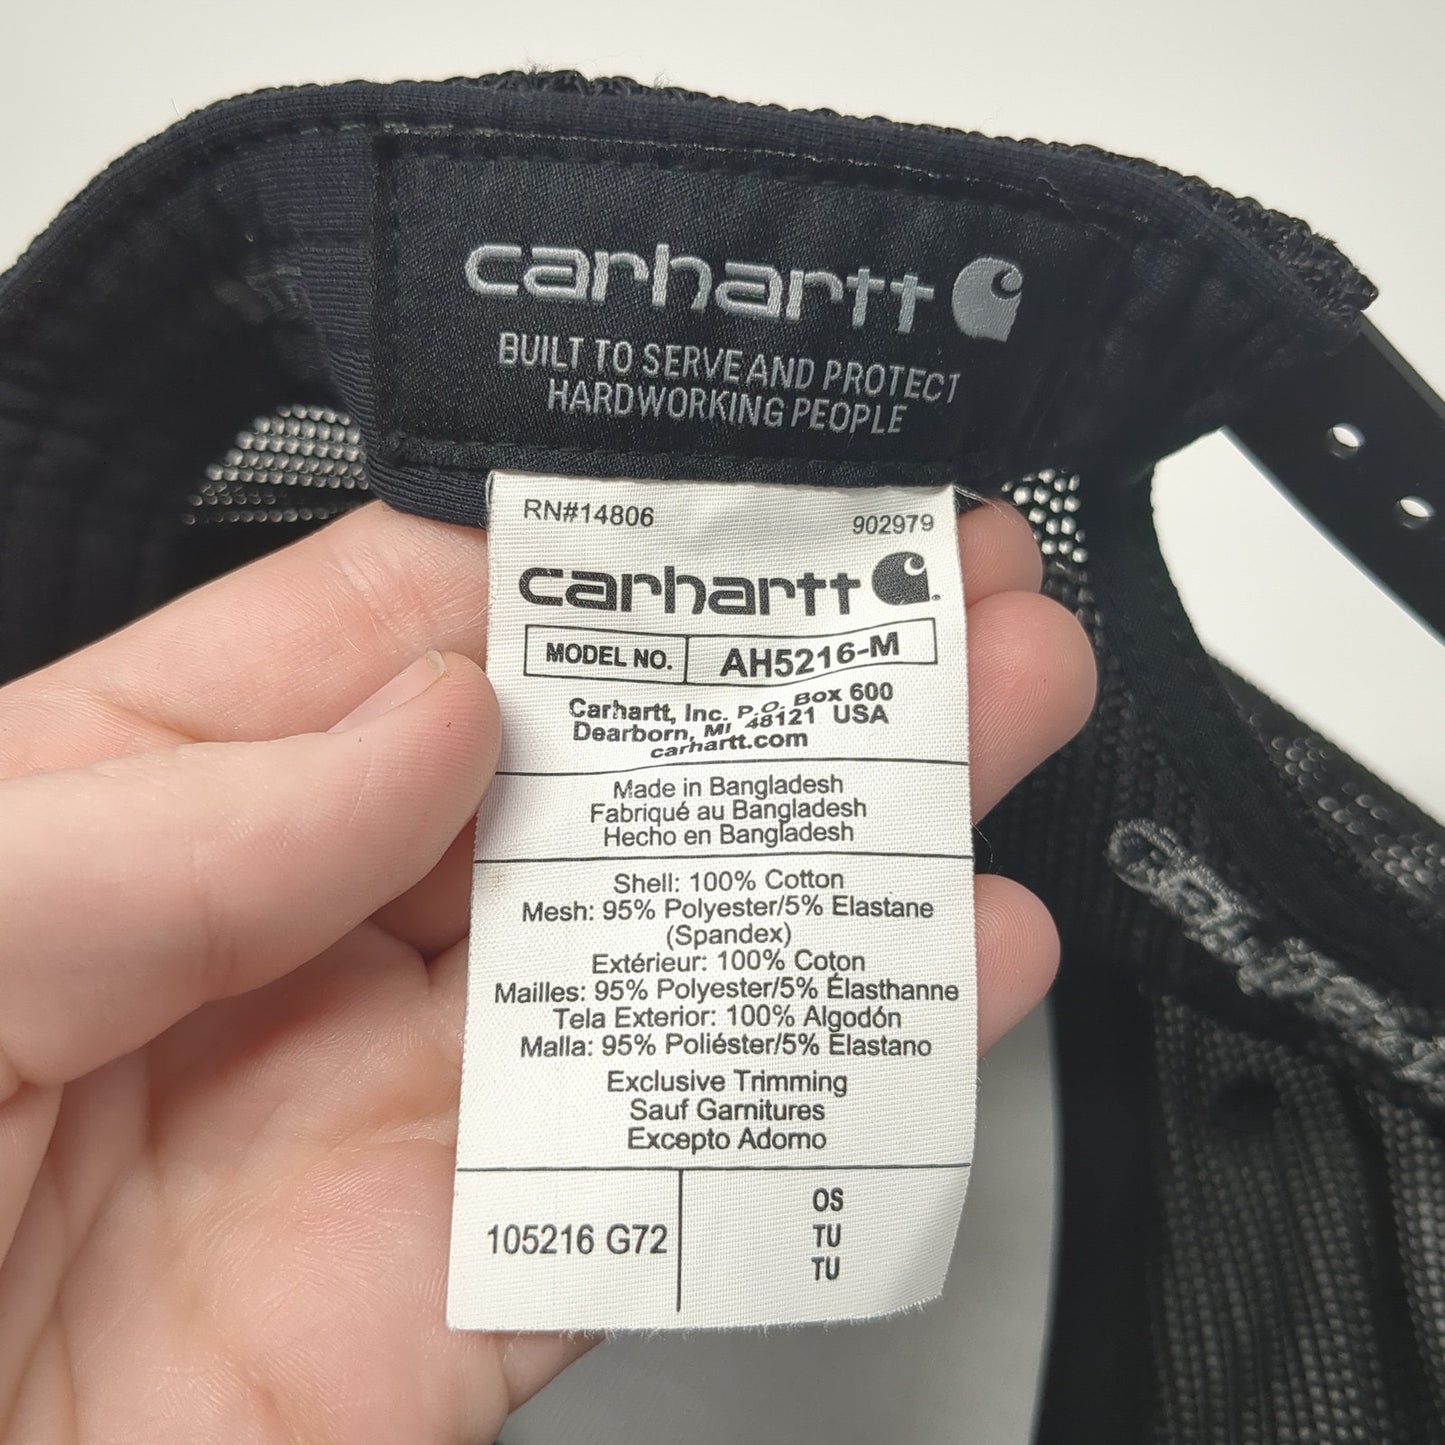 carhartt
BUILT TO SERVE AND PROTECT
HARDWORKING PEOPLE
RN#14806 902979
carhartt
MODEL NO. AH5216-M
Carhartt, Inc. P.O. Box 600
Dearborn, MI 48121 USA
carhartt.com
Made in Bangladesh
Fabriqué au Bangladesh
Hecho en Bangladesh
Shell: 100% Cotton
Mesh: 95% Polyester/5% Elastane
(Spandex)
Extérieur: 100% Coton
Mailles: 95% Polyester/5% Élasthanne
Tela Exterior: 100% Algodón
Malla: 95% Poliéster/5% Elastano
Exclusive Trimming
Sauf Garnitures
Excepto Adorno
105216 G72
OS
TU
TU